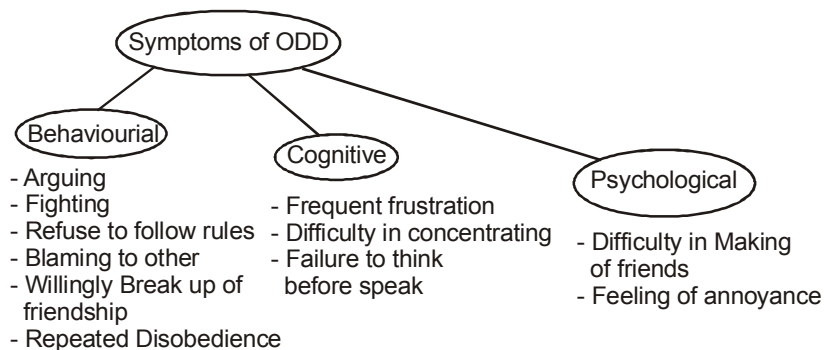 Symptoms of ODD
Behaviourial
- Arguing
- Fighting
- Refuse to follow rules
- Blaming to other
- Willingly Break up of
friendship
- Repeated Disobedience
Cognitive
- Frequent frustration
- Difficulty in concentrating
- Failure to think
before speak
Psychological
- Difficulty in Making
of friends
- Feeling of annoyance